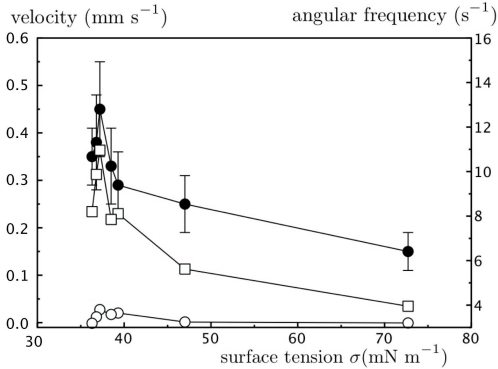 velocity (mm s⁻¹) angular frequency (s⁻¹)
0.6 16
0.5 14
0.4 12
0.3 10
0.2 8
0.1 6
0.0 4
30 40 50 60 70 80
surface tension σ(mN m⁻¹)